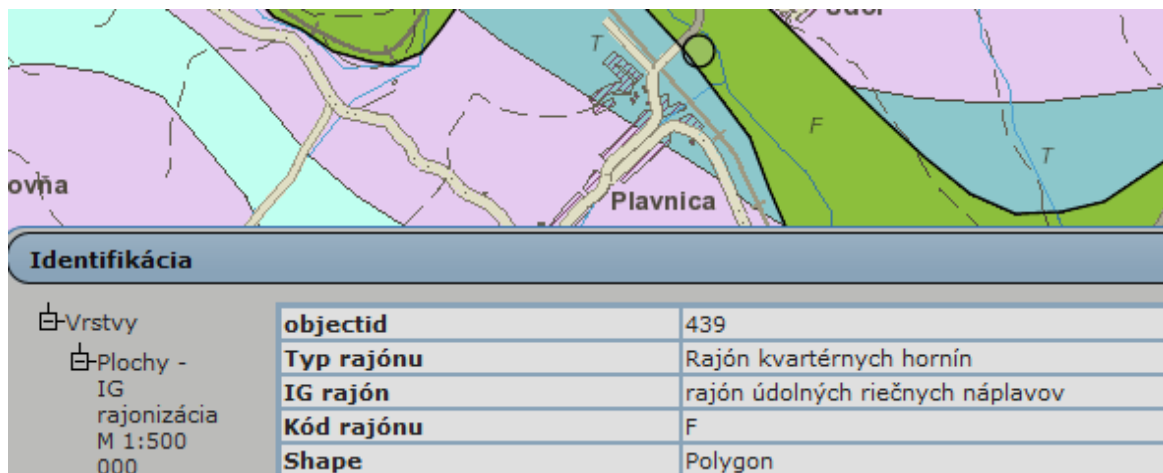 T
F
T
Plavnica
Identifikácia
Vrstvy
Plochy -
IG
rajonizácia
M 1:500
000
objectid 439
Typ rajónu Rajón kvartérnych hornín
IG rajón rajón údolných riečnych náplavov
Kód rajónu F
Shape Polygon